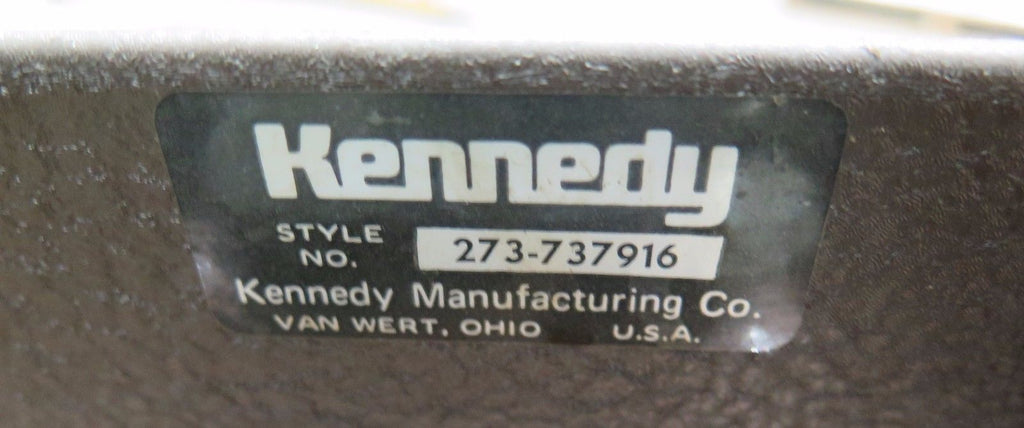 Kennedy
STYLE NO. 273-737916
Kennedy Manufacturing Co.
VAN WERT, OHIO U.S.A.